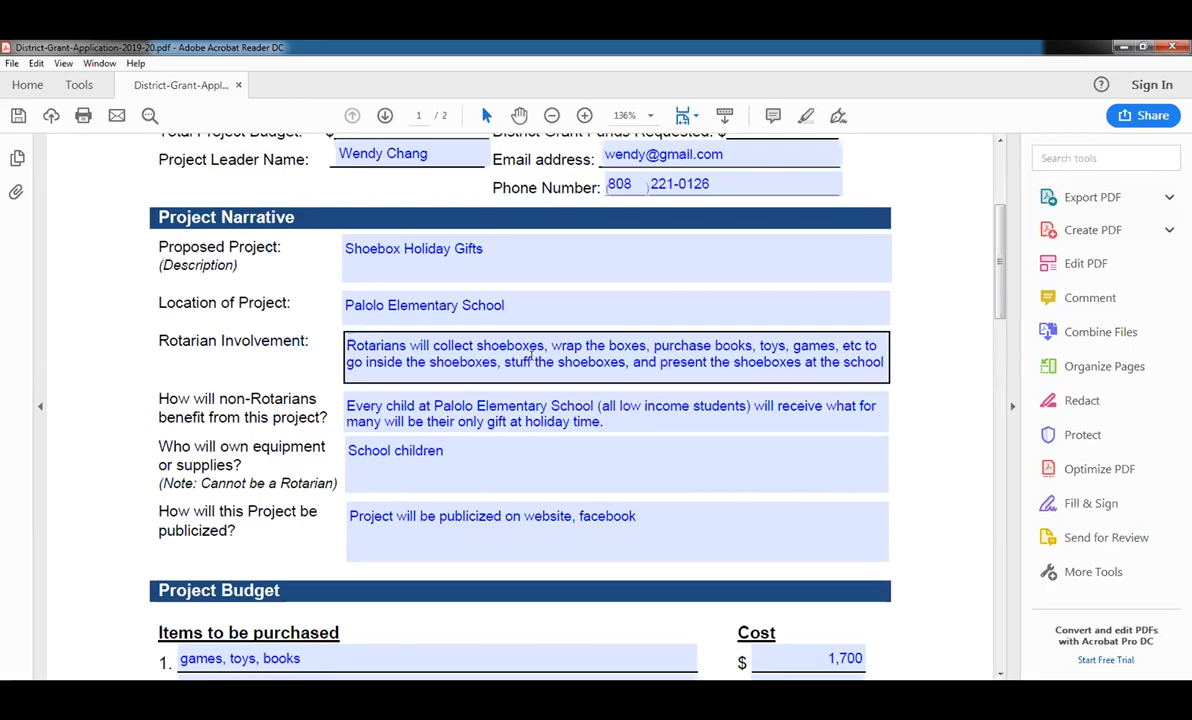 District-Grant-Application-2019-20.pdf - Adobe Acrobat Reader DC
File Edit View Window Help
Home Tools District-Grant-Appl... × Sign In
1 / 2 136% Share
Total Project Budget: $ District Grant Funds Requested: $
Project Leader Name: Wendy Chang Email address: wendy@gmail.com
Phone Number: (808 ) 221-0126
Project Narrative
Proposed Project: Shoebox Holiday Gifts
(Description)
Location of Project: Palolo Elementary School
Rotarian Involvement: Rotarians will collect shoeboxes, wrap the boxes, purchase books, toys, games, etc to
go inside the shoeboxes, stuff the shoeboxes, and present the shoeboxes at the school
How will non-Rotarians Every child at Palolo Elementary School (all low income students) will receive what for
benefit from this project? many will be their only gift at holiday time.
Who will own equipment School children
or supplies?
(Note: Cannot be a Rotarian)
How will this Project be Project will be publicized on website, facebook
publicized?
Project Budget
Items to be purchased Cost
1. games, toys, books $ 1,700
Search tools
Export PDF
Create PDF
Edit PDF
Comment
Combine Files
Organize Pages
Redact
Protect
Optimize PDF
Fill & Sign
Send for Review
More Tools
Convert and edit PDFs
with Acrobat Pro DC
Start Free Trial